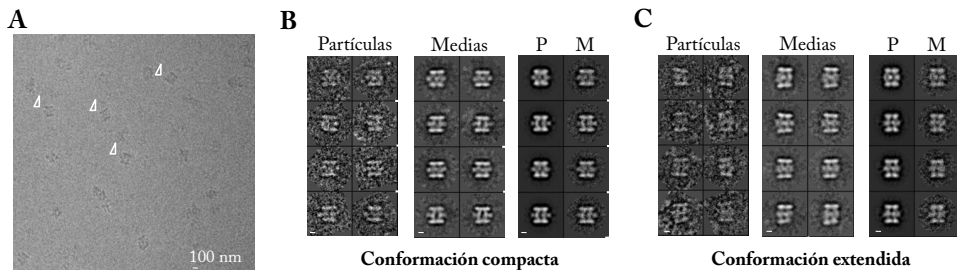 A
100 nm
B
Partículas Medias P M
Conformación compacta
C
Partículas Medias P M
Conformación extendida